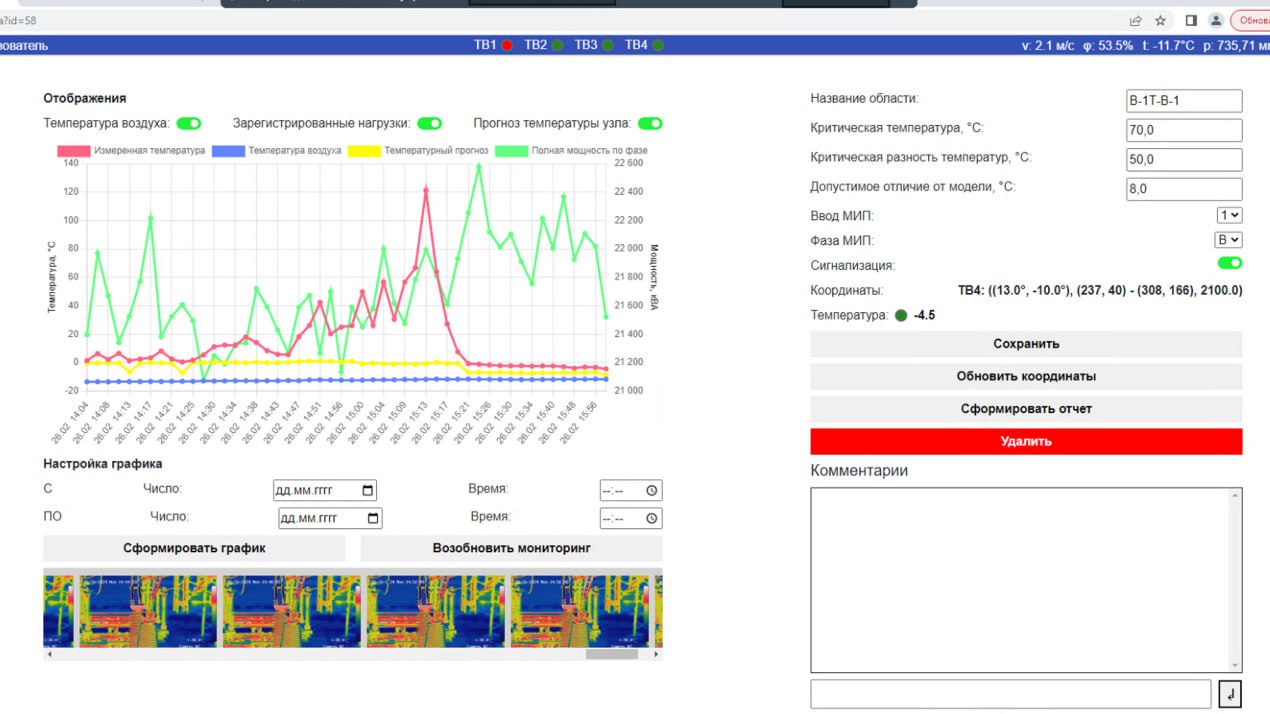 a?id=58
зователь
ТВ1 ТВ2 ТВ3 ТВ4
v: 2.1 м/с φ: 53.5% t: -11.7°C p: 735,71 мм
Отображения
Температура воздуха: Зарегистрированные нагрузки: Прогноз температуры узла:
Измеренная температура Температура воздуха Температурный прогноз Полная мощность по фазе
Температура, °C
140
120
100
80
60
40
20
0
-20
22 600
22 400
22 200
22 000
21 800
21 600
21 400
21 200
21 000
Мощность, кВА
26.02 14:04
26.02 14:08
26.02 14:13
26.02 14:17
26.02 14:21
26.02 14:25
26.02 14:30
26.02 14:34
26.02 14:38
26.02 14:43
26.02 14:47
26.02 14:51
26.02 14:56
26.02 15:00
26.02 15:04
26.02 15:09
26.02 15:13
26.02 15:17
26.02 15:21
26.02 15:26
26.02 15:30
26.02 15:34
26.02 15:40
26.02 15:48
26.02 15:56
Настройка графика
С Число: дд.мм.гггг Время: --:--
ПО Число: дд.мм.гггг Время: --:--
Сформировать график Возобновить мониторинг
Название области: В-1Т-В-1
Критическая температура, °C: 70,0
Критическая разность температур, °C: 50,0
Допустимое отличие от модели, °C: 8,0
Ввод МИП: 1
Фаза МИП: В
Сигнализация:
Координаты: ТВ4: ((13.0°, -10.0°), (237, 40) - (308, 166), 2100.0)
Температура: -4.5
Сохранить
Обновить координаты
Сформировать отчет
Удалить
Комментарии